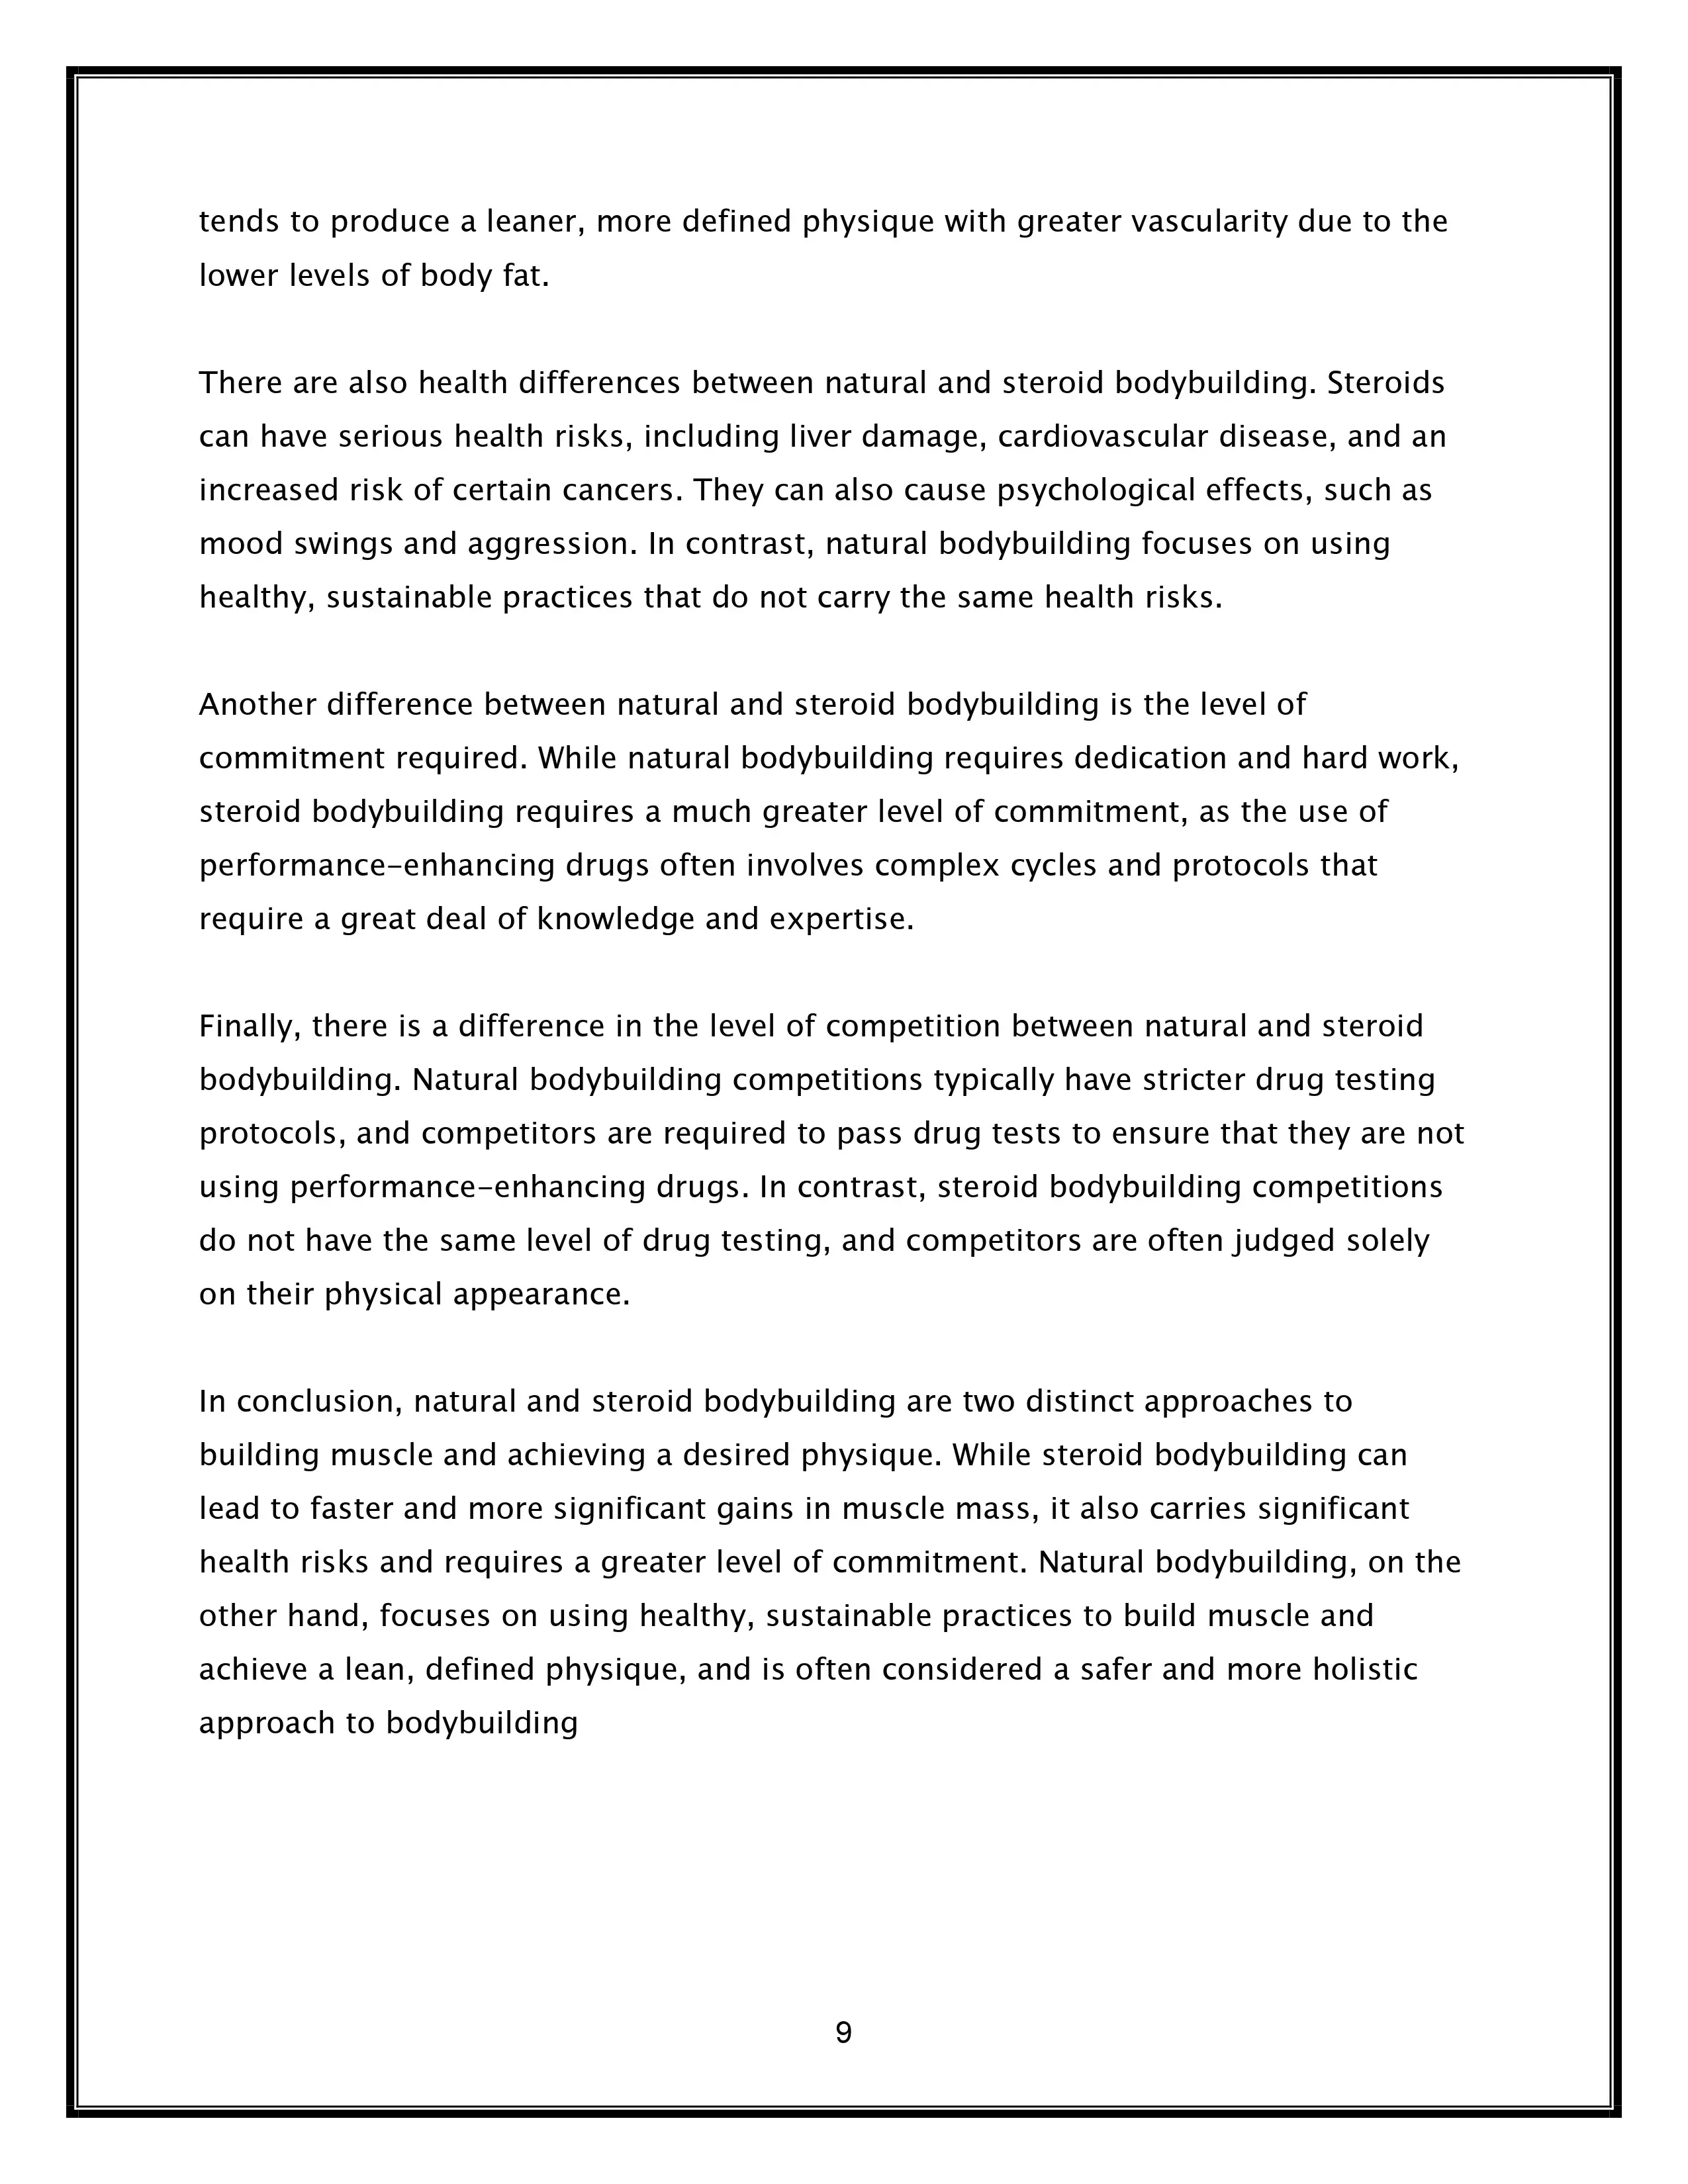 tends to produce a leaner, more defined physique with greater vascularity due to the
lower levels of body fat.
There are also health differences between natural and steroid bodybuilding. Steroids
can have serious health risks, including liver damage, cardiovascular disease, and an
increased risk of certain cancers. They can also cause psychological effects, such as
mood swings and aggression. In contrast, natural bodybuilding focuses on using
healthy, sustainable practices that do not carry the same health risks.
Another difference between natural and steroid bodybuilding is the level of
commitment required. While natural bodybuilding requires dedication and hard work,
steroid bodybuilding requires a much greater level of commitment, as the use of
performance-enhancing drugs often involves complex cycles and protocols that
require a great deal of knowledge and expertise.
Finally, there is a difference in the level of competition between natural and steroid
bodybuilding. Natural bodybuilding competitions typically have stricter drug testing
protocols, and competitors are required to pass drug tests to ensure that they are not
using performance-enhancing drugs. In contrast, steroid bodybuilding competitions
do not have the same level of drug testing, and competitors are often judged solely
on their physical appearance.
In conclusion, natural and steroid bodybuilding are two distinct approaches to
building muscle and achieving a desired physique. While steroid bodybuilding can
lead to faster and more significant gains in muscle mass, it also carries significant
health risks and requires a greater level of commitment. Natural bodybuilding, on the
other hand, focuses on using healthy, sustainable practices to build muscle and
achieve a lean, defined physique, and is often considered a safer and more holistic
approach to bodybuilding
9